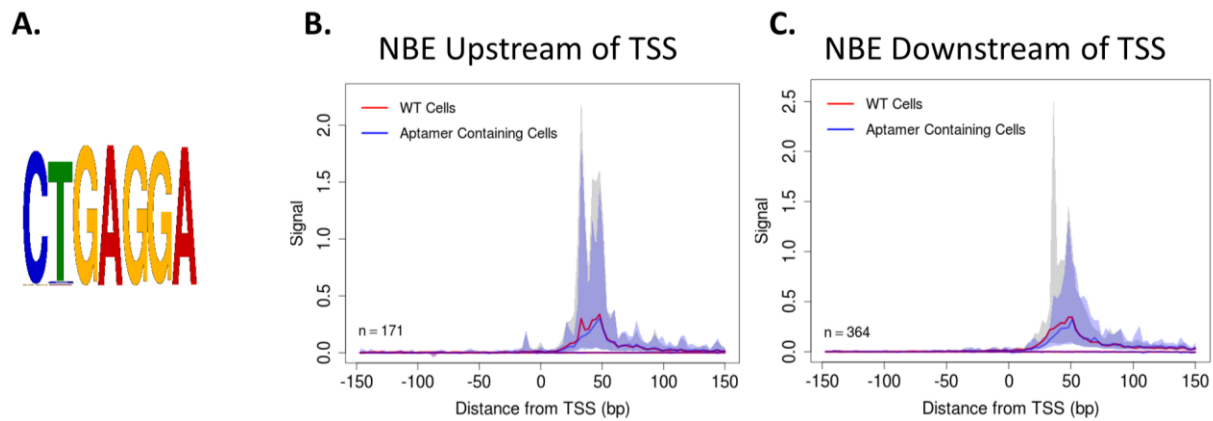 A.
CTGAGGA
B.
NBE Upstream of TSS
WT Cells
Aptamer Containing Cells
n = 171
Signal
0.0
0.5
1.0
1.5
2.0
-150
-100
-50
0
50
100
150
Distance from TSS (bp)
C.
NBE Downstream of TSS
WT Cells
Aptamer Containing Cells
n = 364
Signal
0.0
0.5
1.0
1.5
2.0
2.5
-150
-100
-50
0
50
100
150
Distance from TSS (bp)